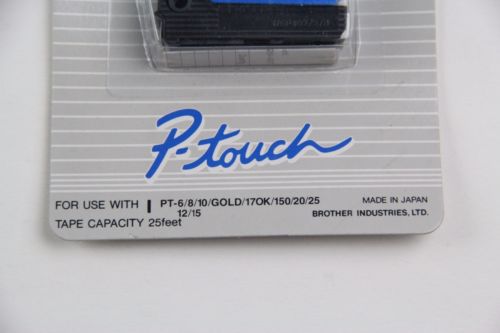 P-touch
FOR USE WITH | PT-6/8/10/GOLD/170K/150/20/25
12/15
TAPE CAPACITY 25feet
MADE IN JAPAN
BROTHER INDUSTRIES, LTD.